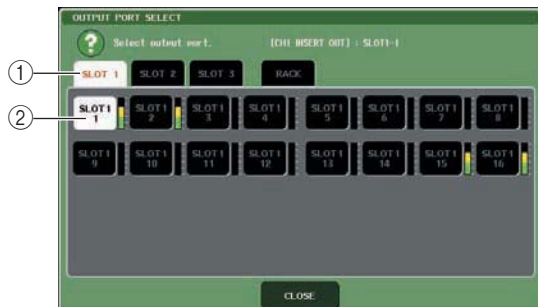 OUTPUT PORT SELECT
?
Select output port. [CH1 INSERT OUT] : SLOT1-1
① SLOT 1 SLOT 2 SLOT 3 RACK
② SLOT1 1 SLOT1 2 SLOT1 3 SLOT1 4 SLOT1 5 SLOT1 6 SLOT1 7 SLOT1 8
SLOT1 9 SLOT1 10 SLOT1 11 SLOT1 12 SLOT1 13 SLOT1 14 SLOT1 15 SLOT1 16
CLOSE